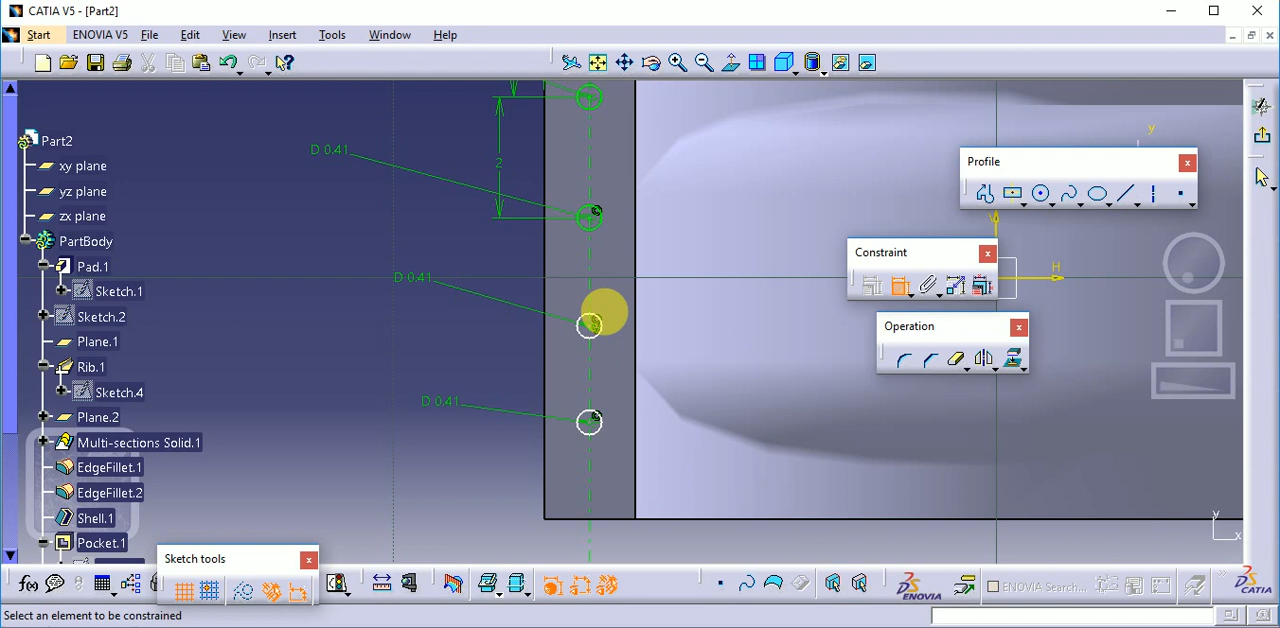 CATIA V5 - [Part2]
Start ENOVIA V5 File Edit View Insert Tools Window Help
Part2
xy plane
yz plane
zx plane
PartBody
Pad.1
Sketch.1
Sketch.2
Plane.1
Rib.1
Sketch.4
Plane.2
Multi-sections Solid.1
EdgeFillet.1
EdgeFillet.2
Shell.1
Pocket.1
D 0.41
2
D 0.41
D 0.41
y
V
H
Profile
Constraint
Operation
y
x
Sketch tools
f(x)
ENOVIA
ENOVIA Search...
CATIA
Select an element to be constrained